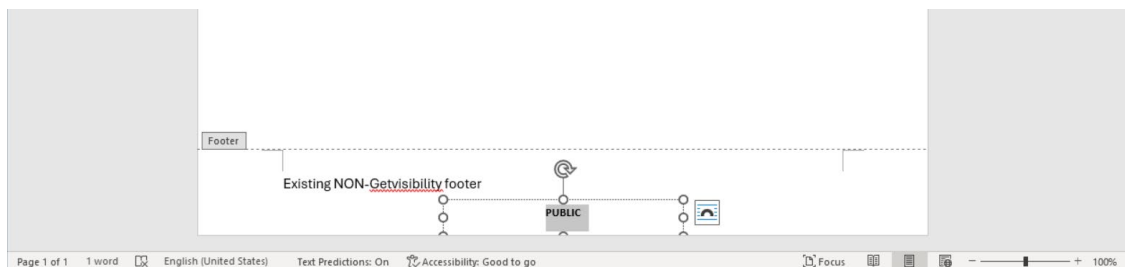 Footer
Existing NON-Getvisibility footer
PUBLIC
Page 1 of 1 1 word English (United States) Text Predictions: On Accessibility: Good to go Focus 100%